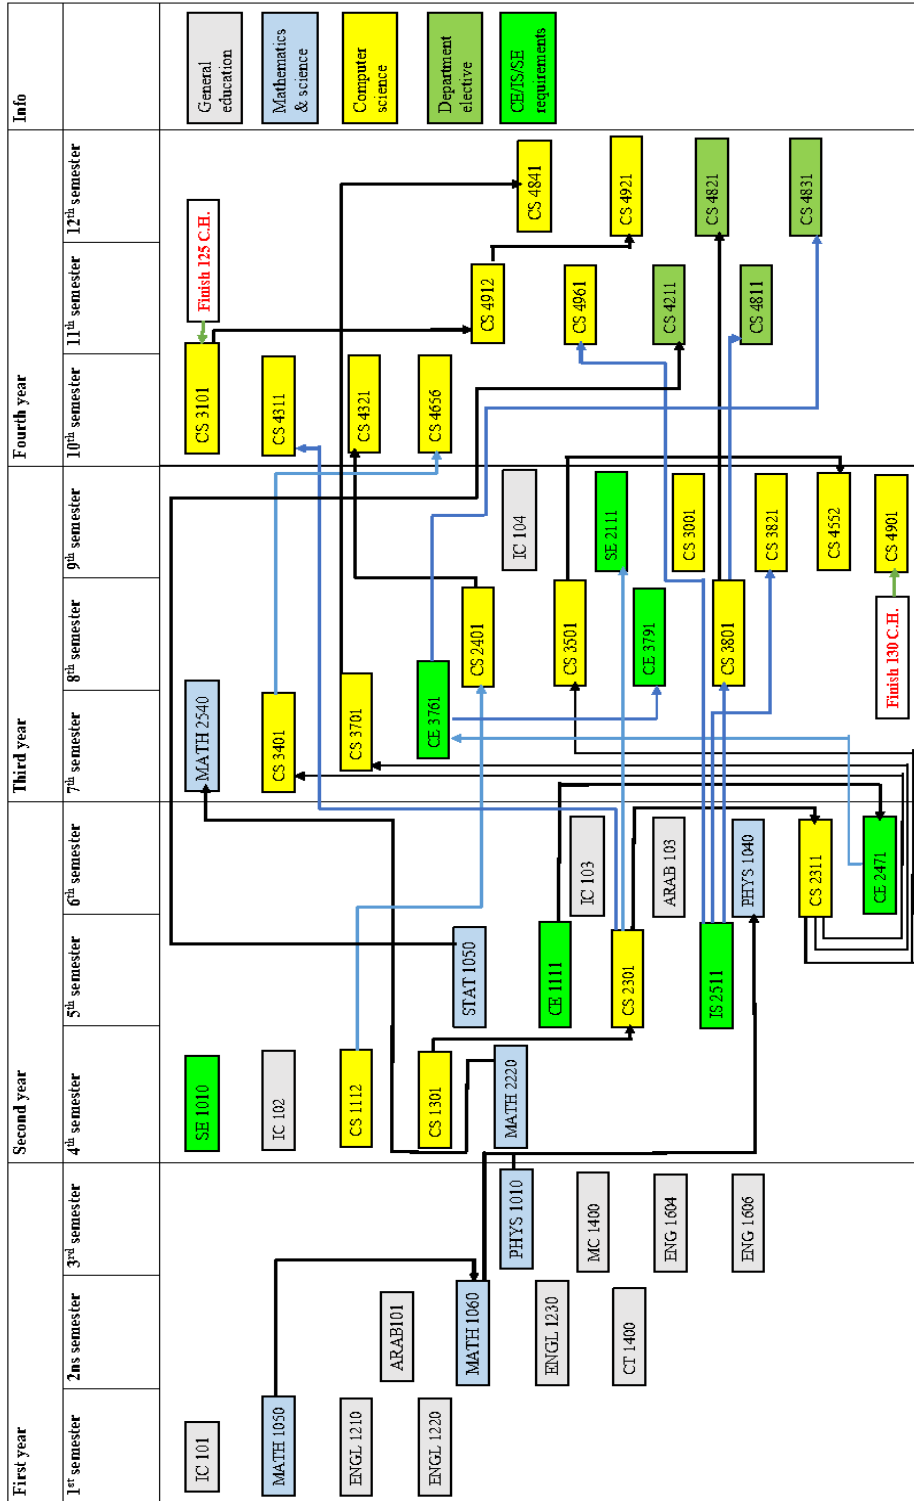 First year
Second year
Third year
Fourth year
Info
1st semester
2ns semester
3rd semester
4th semester
5th semester
6th semester
7th semester
8th semester
9th semester
10th semester
11th semester
12th semester
IC 101
MATH 1050
ENGL 1210
ENGL 1220
ARAB101
MATH 1060
ENGL 1230
CT 1400
PHYS 1010
MC 1400
ENG 1604
ENG 1606
SE 1010
IC 102
CS 1112
CS 1301
MATH 2220
STAT 1050
CE 1111
CS 2301
IS 2511
IC 103
ARAB 103
PHYS 1040
CS 2311
CE 2471
MATH 2540
CS 3401
CS 3701
CE 3761
CS 2401
CS 3501
CE 3791
CS 3801
Finish 130 C.H.
IC 104
SE 2111
CS 3001
CS 3821
CS 4552
CS 4901
CS 3101
CS 4311
CS 4321
CS 4656
Finish 125 C.H.
CS 4912
CS 4961
CS 4211
CS 4811
CS 4841
CS 4921
CS 4821
CS 4831
General
education
Mathematics
& science
Computer
science
Department
elective
CE/IS/SE
requirements